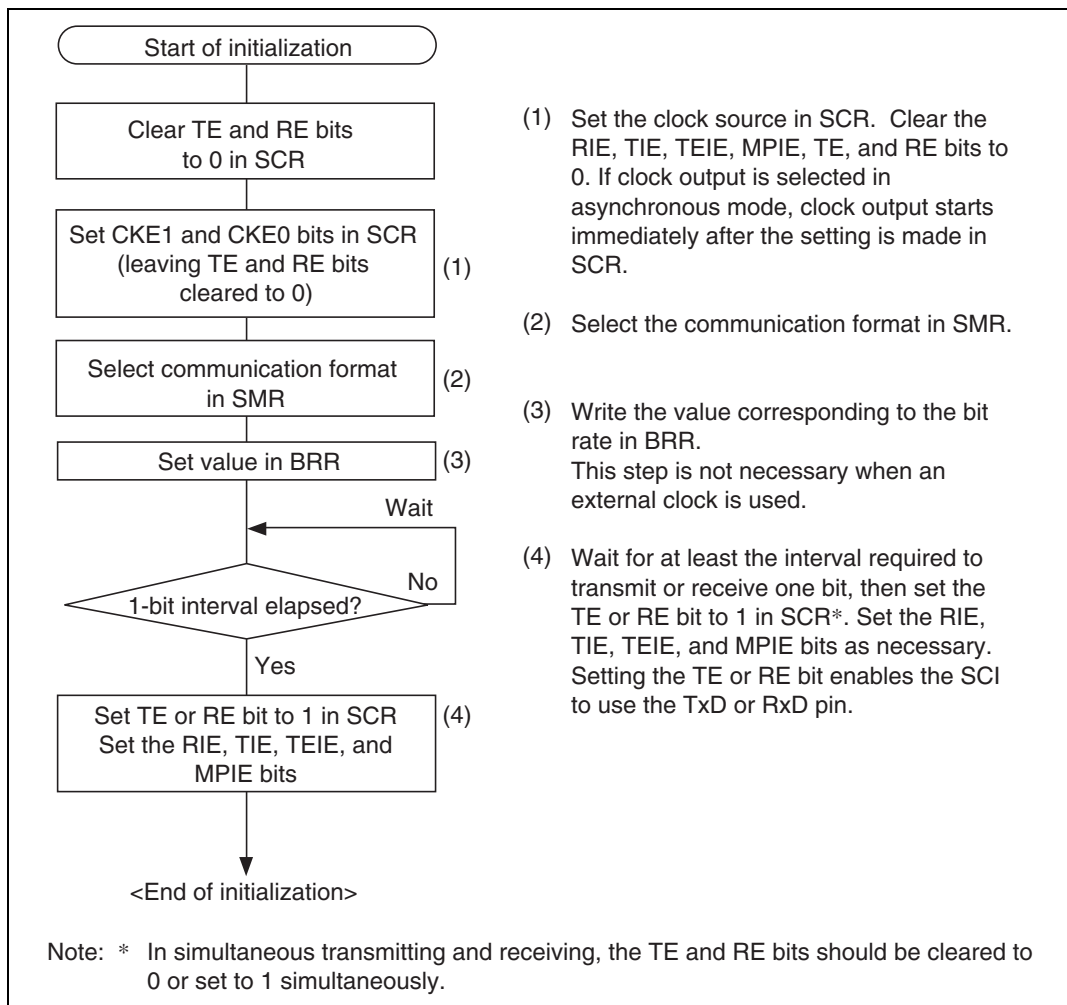 Start of initialization
Clear TE and RE bits
to 0 in SCR
Set CKE1 and CKE0 bits in SCR
(leaving TE and RE bits
cleared to 0)
(1)
Select communication format
in SMR
(2)
Set value in BRR
(3)
Wait
No
1-bit interval elapsed?
Yes
Set TE or RE bit to 1 in SCR
Set the RIE, TIE, TEIE, and
MPIE bits
(4)
<End of initialization>
(1) Set the clock source in SCR. Clear the
RIE, TIE, TEIE, MPIE, TE, and RE bits to
0. If clock output is selected in
asynchronous mode, clock output starts
immediately after the setting is made in
SCR.
(2) Select the communication format in SMR.
(3) Write the value corresponding to the bit
rate in BRR.
This step is not necessary when an
external clock is used.
(4) Wait for at least the interval required to
transmit or receive one bit, then set the
TE or RE bit to 1 in SCR*. Set the RIE,
TIE, TEIE, and MPIE bits as necessary.
Setting the TE or RE bit enables the SCI
to use the TxD or RxD pin.
Note: * In simultaneous transmitting and receiving, the TE and RE bits should be cleared to
0 or set to 1 simultaneously.